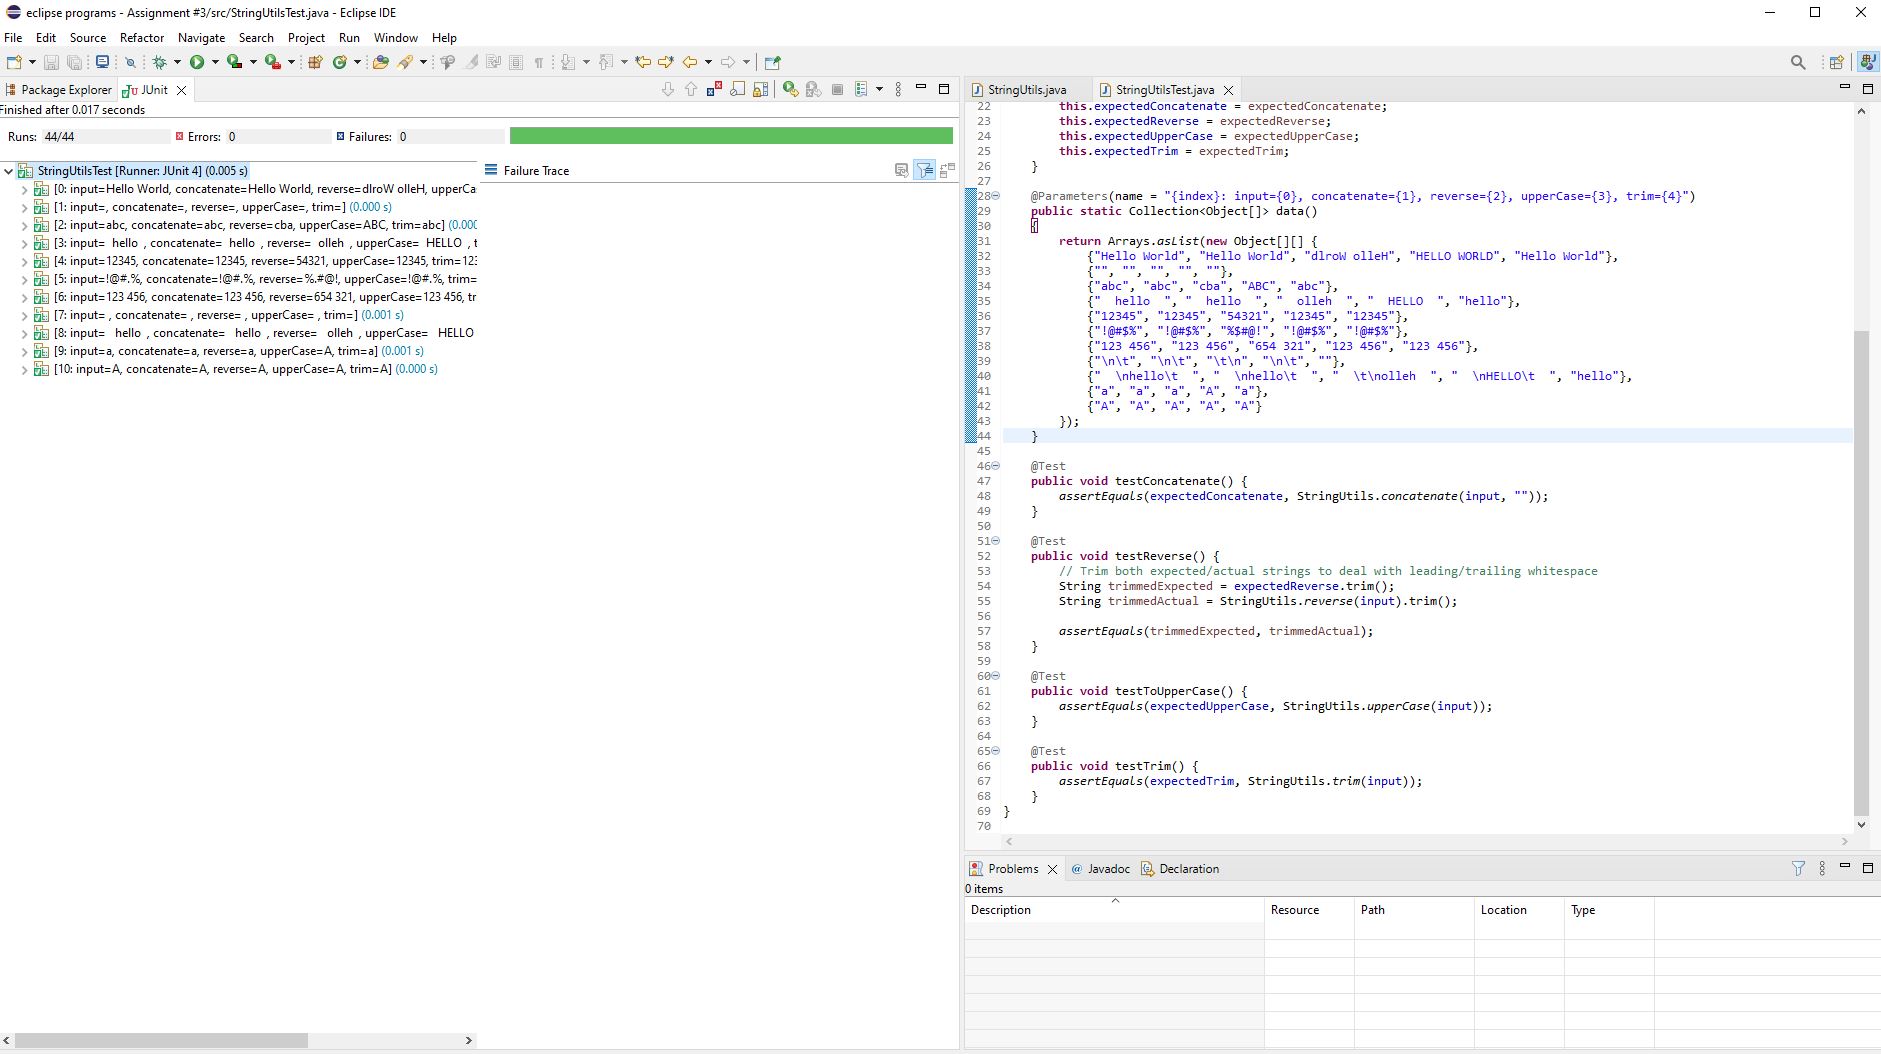 eclipse programs - Assignment #3/src/StringUtilsTest.java - Eclipse IDE
File Edit Source Refactor Navigate Search Project Run Window Help
Package Explorer JUnit
Finished after 0.017 seconds
Runs: 44/44 Errors: 0 Failures: 0
StringUtilsTest [Runner: JUnit 4] (0.005 s)
[0: input=Hello World, concatenate=Hello World, reverse=dlroW olleH, upperCa
[1: input=, concatenate=, reverse=, upperCase=, trim=] (0.000 s)
[2: input=abc, concatenate=abc, reverse=cba, upperCase=ABC, trim=abc] (0.000
[3: input=  hello  , concatenate=  hello  , reverse=  olleh  , upperCase=  HELLO  , t
[4: input=12345, concatenate=12345, reverse=54321, upperCase=12345, trim=123
[5: input=!@#.%, concatenate=!@#.%, reverse=%.#@!, upperCase=!@#.%, trim=
[6: input=123 456, concatenate=123 456, reverse=654 321, upperCase=123 456, tr
[7: input= , concatenate= , reverse= , upperCase= , trim=] (0.001 s)
[8: input=   hello  , concatenate=   hello  , reverse=   olleh  , upperCase=   HELLO
[9: input=a, concatenate=a, reverse=a, upperCase=A, trim=a] (0.001 s)
[10: input=A, concatenate=A, reverse=A, upperCase=A, trim=A] (0.000 s)
Failure Trace
StringUtils.java StringUtilsTest.java
22 this.expectedConcatenate = expectedConcatenate;
23 this.expectedReverse = expectedReverse;
24 this.expectedUpperCase = expectedUpperCase;
25 this.expectedTrim = expectedTrim;
26 }
27
28 @Parameters(name = "{index}: input={0}, concatenate={1}, reverse={2}, upperCase={3}, trim={4}")
29 public static Collection<Object[]> data()
30 {
31 return Arrays.asList(new Object[][] {
32 {"Hello World", "Hello World", "dlroW olleH", "HELLO WORLD", "Hello World"},
33 {"", "", "", "", ""},
34 {"abc", "abc", "cba", "ABC", "abc"},
35 {"  hello  ", "  hello  ", "  olleh  ", "  HELLO  ", "hello"},
36 {"12345", "12345", "54321", "12345", "12345"},
37 {"!@#$%", "!@#$%", "%$#@!", "!@#$%", "!@#$%"},
38 {"123 456", "123 456", "654 321", "123 456", "123 456"},
39 {"\n\t", "\n\t", "\t\n", "\n\t", ""},
40 {"  \nhello\t  ", "  \nhello\t  ", "  \t\nolleh  ", "  \nHELLO\t  ", "hello"},
41 {"a", "a", "a", "A", "a"},
42 {"A", "A", "A", "A", "A"}
43 });
44 }
45
46 @Test
47 public void testConcatenate() {
48 assertEquals(expectedConcatenate, StringUtils.concatenate(input, ""));
49 }
50
51 @Test
52 public void testReverse() {
53 // Trim both expected/actual strings to deal with leading/trailing whitespace
54 String trimmedExpected = expectedReverse.trim();
55 String trimmedActual = StringUtils.reverse(input).trim();
56
57 assertEquals(trimmedExpected, trimmedActual);
58 }
59
60 @Test
61 public void testToUpperCase() {
62 assertEquals(expectedUpperCase, StringUtils.upperCase(input));
63 }
64
65 @Test
66 public void testTrim() {
67 assertEquals(expectedTrim, StringUtils.trim(input));
68 }
69 }
70
Problems Javadoc Declaration
0 items
Description Resource Path Location Type